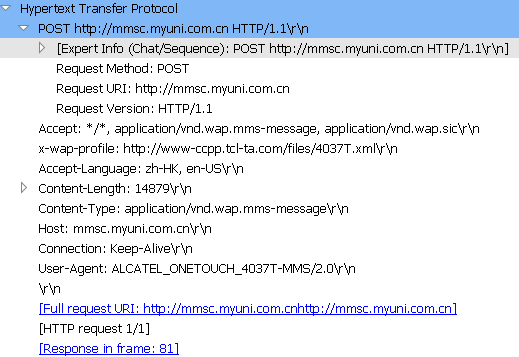 Hypertext Transfer Protocol
POST http://mmsc.myuni.com.cn HTTP/1.1\r\n
[Expert Info (Chat/Sequence): POST http://mmsc.myuni.com.cn HTTP/1.1\r\n]
Request Method: POST
Request URI: http://mmsc.myuni.com.cn
Request Version: HTTP/1.1
Accept: */*, application/vnd.wap.mms-message, application/vnd.wap.sic\r\n
x-wap-profile: http://www-ccpp.tcl-ta.com/files/4037T.xml\r\n
Accept-Language: zh-HK, en-US\r\n
Content-Length: 14879\r\n
Content-Type: application/vnd.wap.mms-message\r\n
Host: mmsc.myuni.com.cn\r\n
Connection: Keep-Alive\r\n
User-Agent: ALCATEL_ONETOUCH_4037T-MMS/2.0\r\n
\r\n
[Full request URI: http://mmsc.myuni.com.cnhttp://mmsc.myuni.com.cn]
[HTTP request 1/1]
[Response in frame: 81]